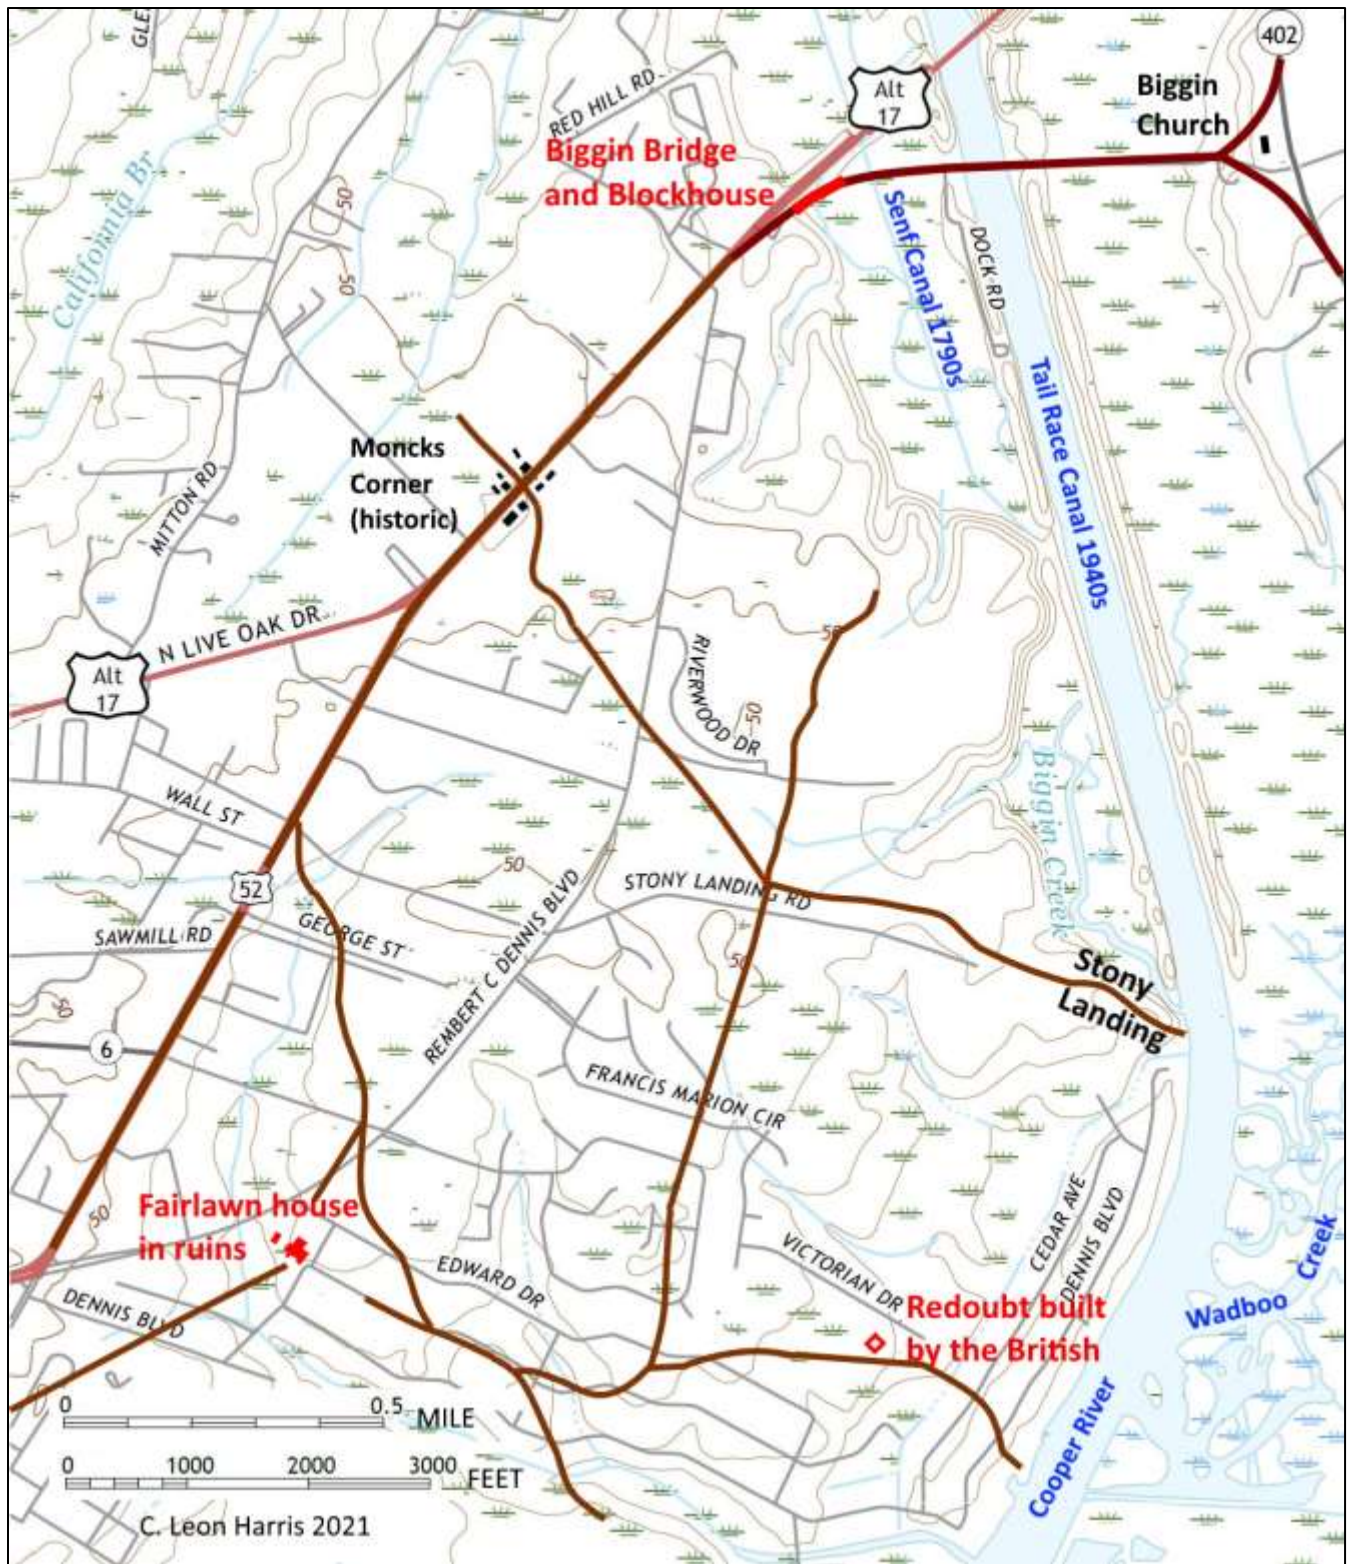 GLE
402
Alt
17
Biggin
Church
RED HILL RD
Biggin Bridge
and Blockhouse
California Br
50
50
Senf Canal 1790s
DOCK RD
D
Tail Race Canal 1940s
Moncks
Corner
(historic)
MITTON RD
N LIVE OAK DR
Alt
17
50
RIVERWOOD DR
50
Biggin Creek
WALL ST
50
52
STONY LANDING RD
GEORGE ST
SAWMILL RD
REMBERT C DENNIS BLVD
50
50
Stony
Landing
6
FRANCIS MARION CIR
Fairlawn house
in ruins
50
CEDAR AVE
DENNIS BLVD
VICTORIAN DR
EDWARD DR
Wadboo
Creek
DENNIS BLVD
Redoubt built
by the British
0 0.5 MILE
0 1000 2000 3000 FEET
Cooper River
C. Leon Harris 2021